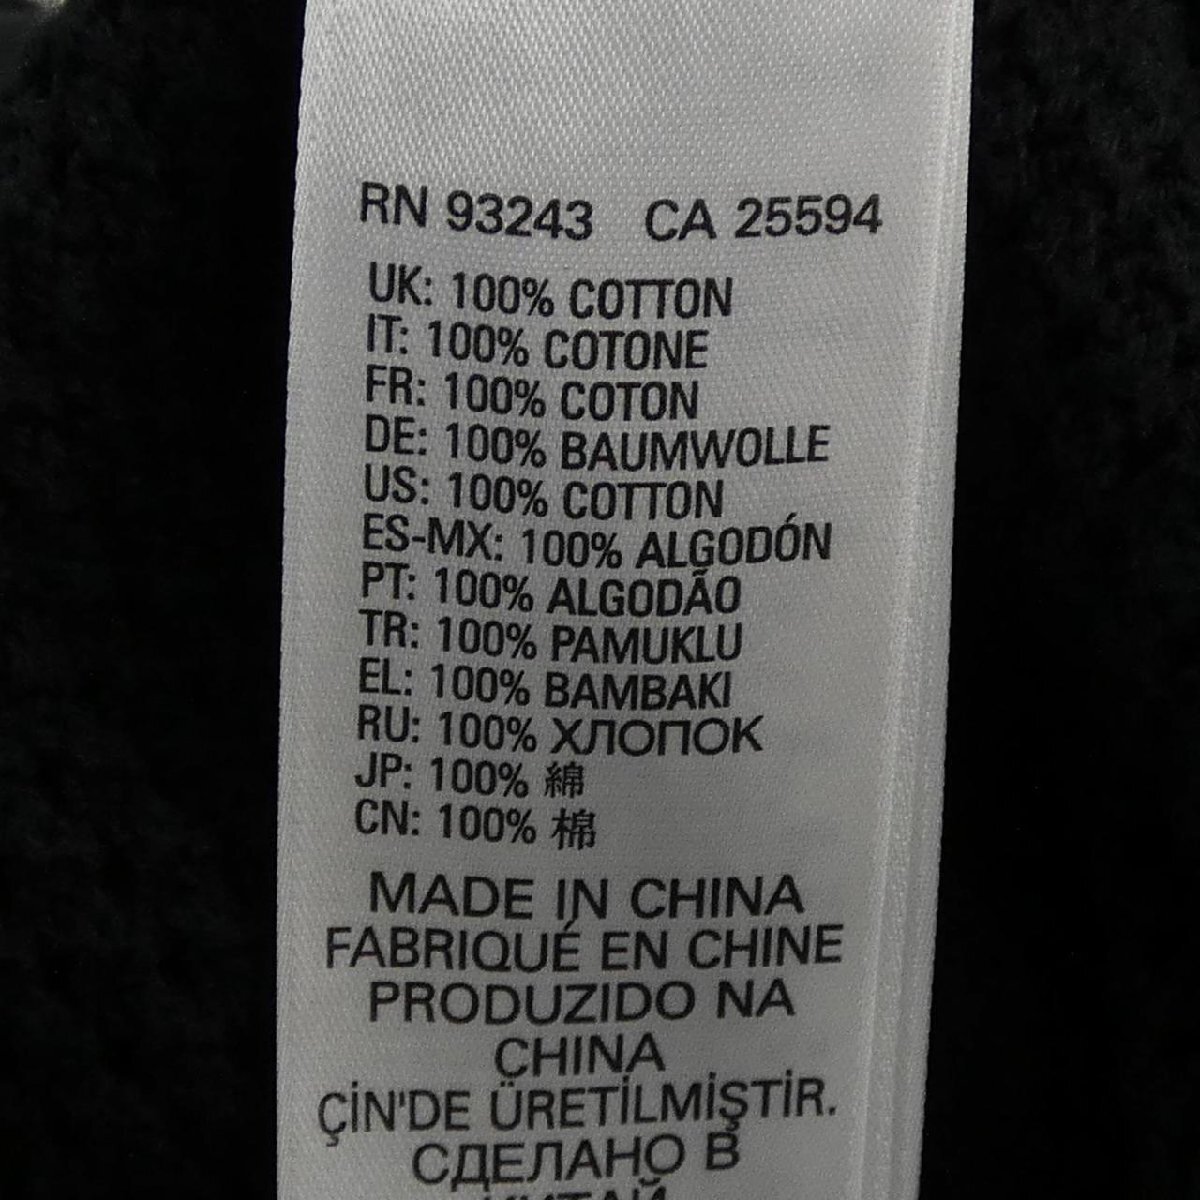 RN 93243 CA 25594
UK: 100% COTTON
IT: 100% COTONE
FR: 100% COTON
DE: 100% BAUMWOLLE
US: 100% COTTON
ES-MX: 100% ALGODÓN
PT: 100% ALGODÃO
TR: 100% PAMUKLU
EL: 100% BAMBAKI
RU: 100% ХЛОПОК
JP: 100% 綿
CN: 100% 棉
MADE IN CHINA
FABRIQUÉ EN CHINE
PRODUZIDO NA
CHINA
ÇİN'DE ÜRETİLMİŞTİR.
СДЕЛАНО В